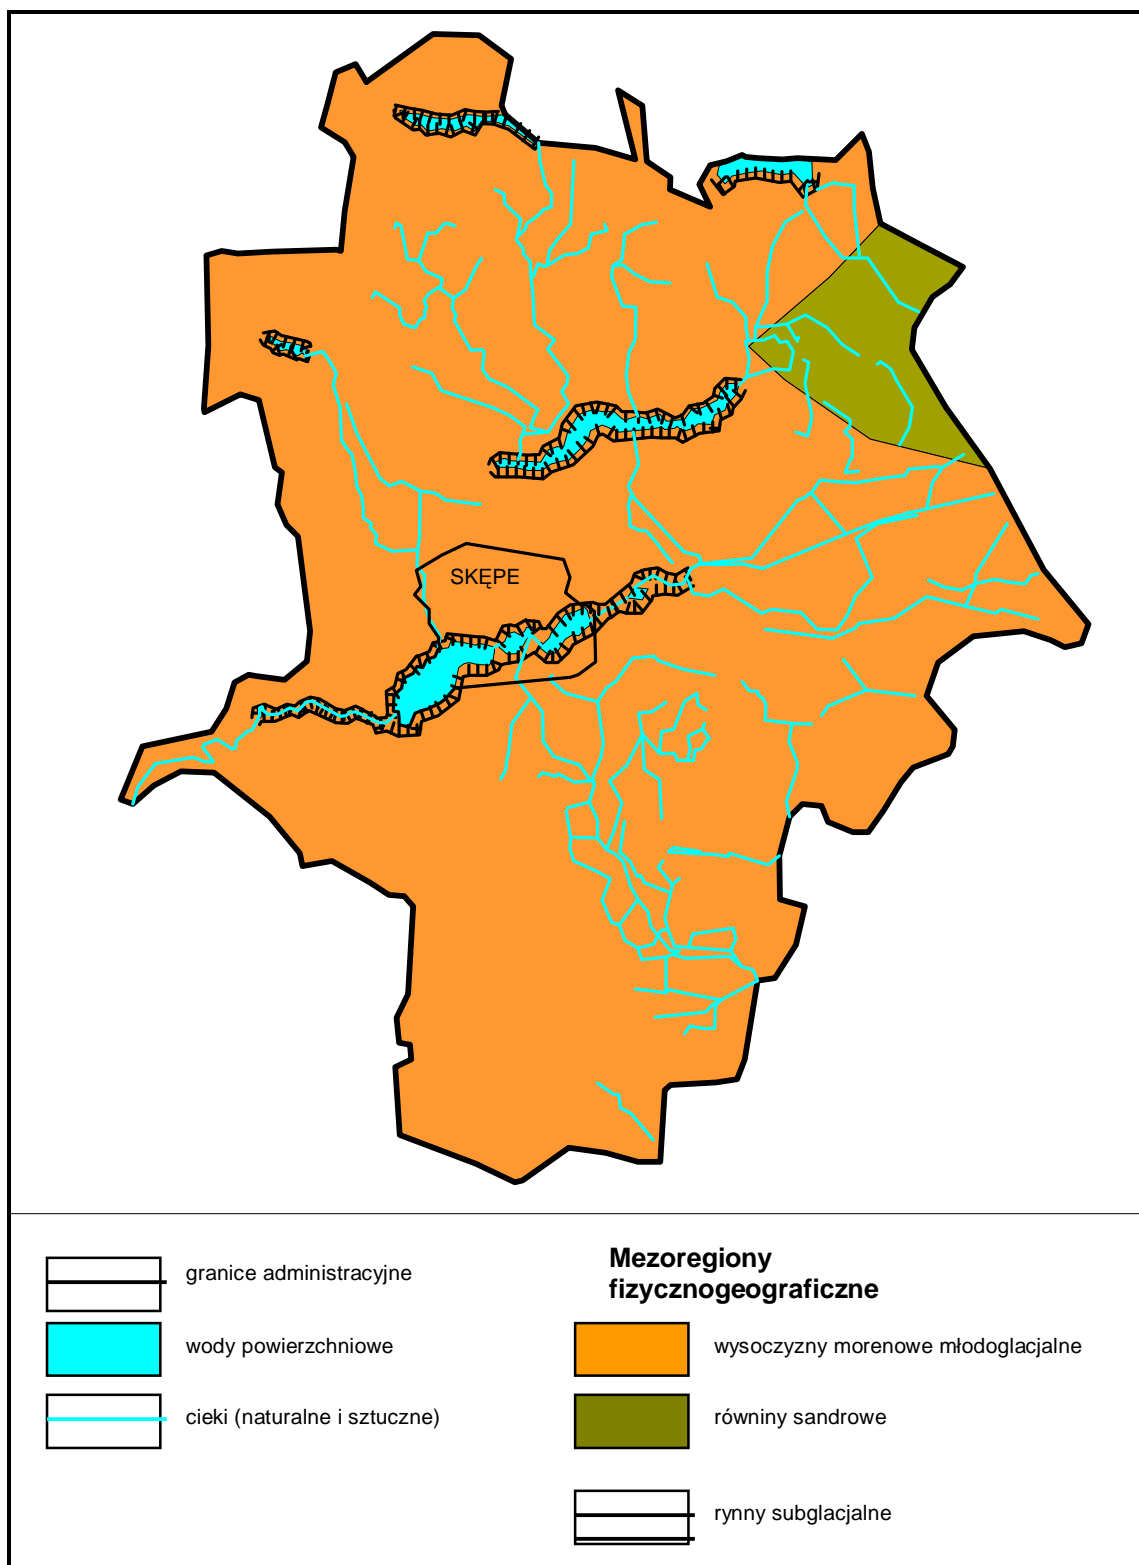 SKĘPE
granice administracyjne
wody powierzchniowe
cieki (naturalne i sztuczne)
Mezoregiony
fizycznogeograficzne
wysoczyzny morenowe młodoglacjalne
równiny sandrowe
rynny subglacjalne